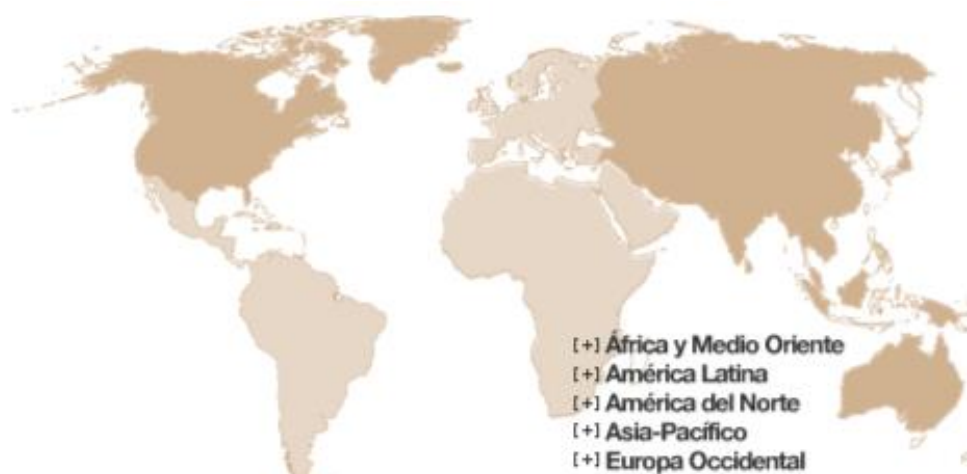 [+] África y Medio Oriente
[+] América Latina
[+] América del Norte
[+] Asia-Pacífico
[+] Europa Occidental